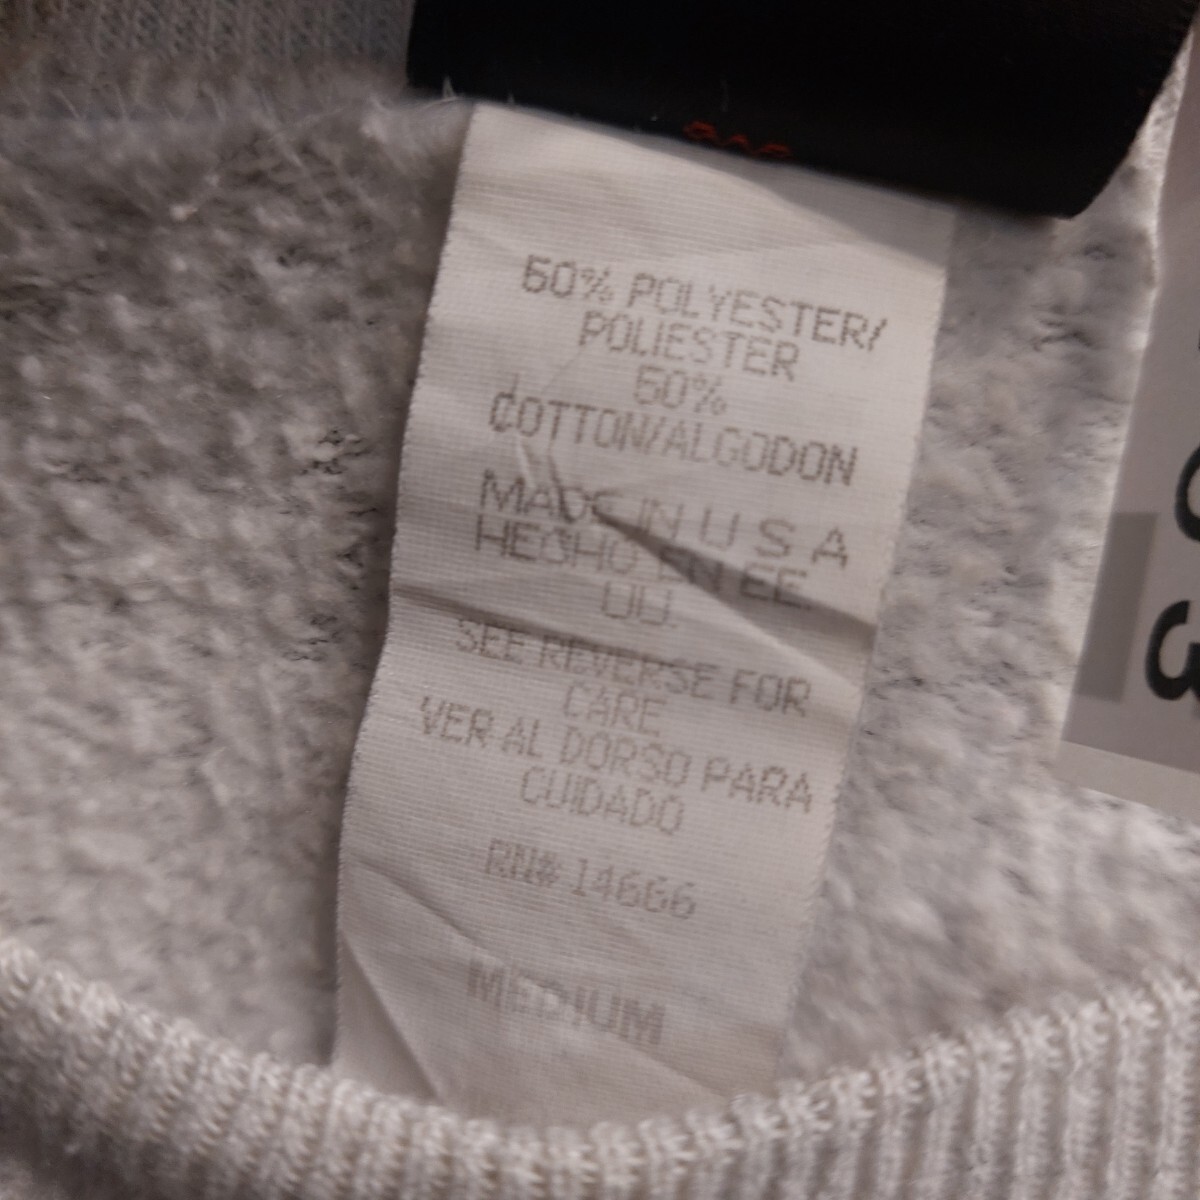 50% POLYESTER/
POLIESTER
50%
COTTON/ALGODON
MADE IN U S A
HECHO EN EE.
UU.
SEE REVERSE FOR
CARE
VER AL DORSO PARA
CUIDADO
RN# 14666
MEDIUM